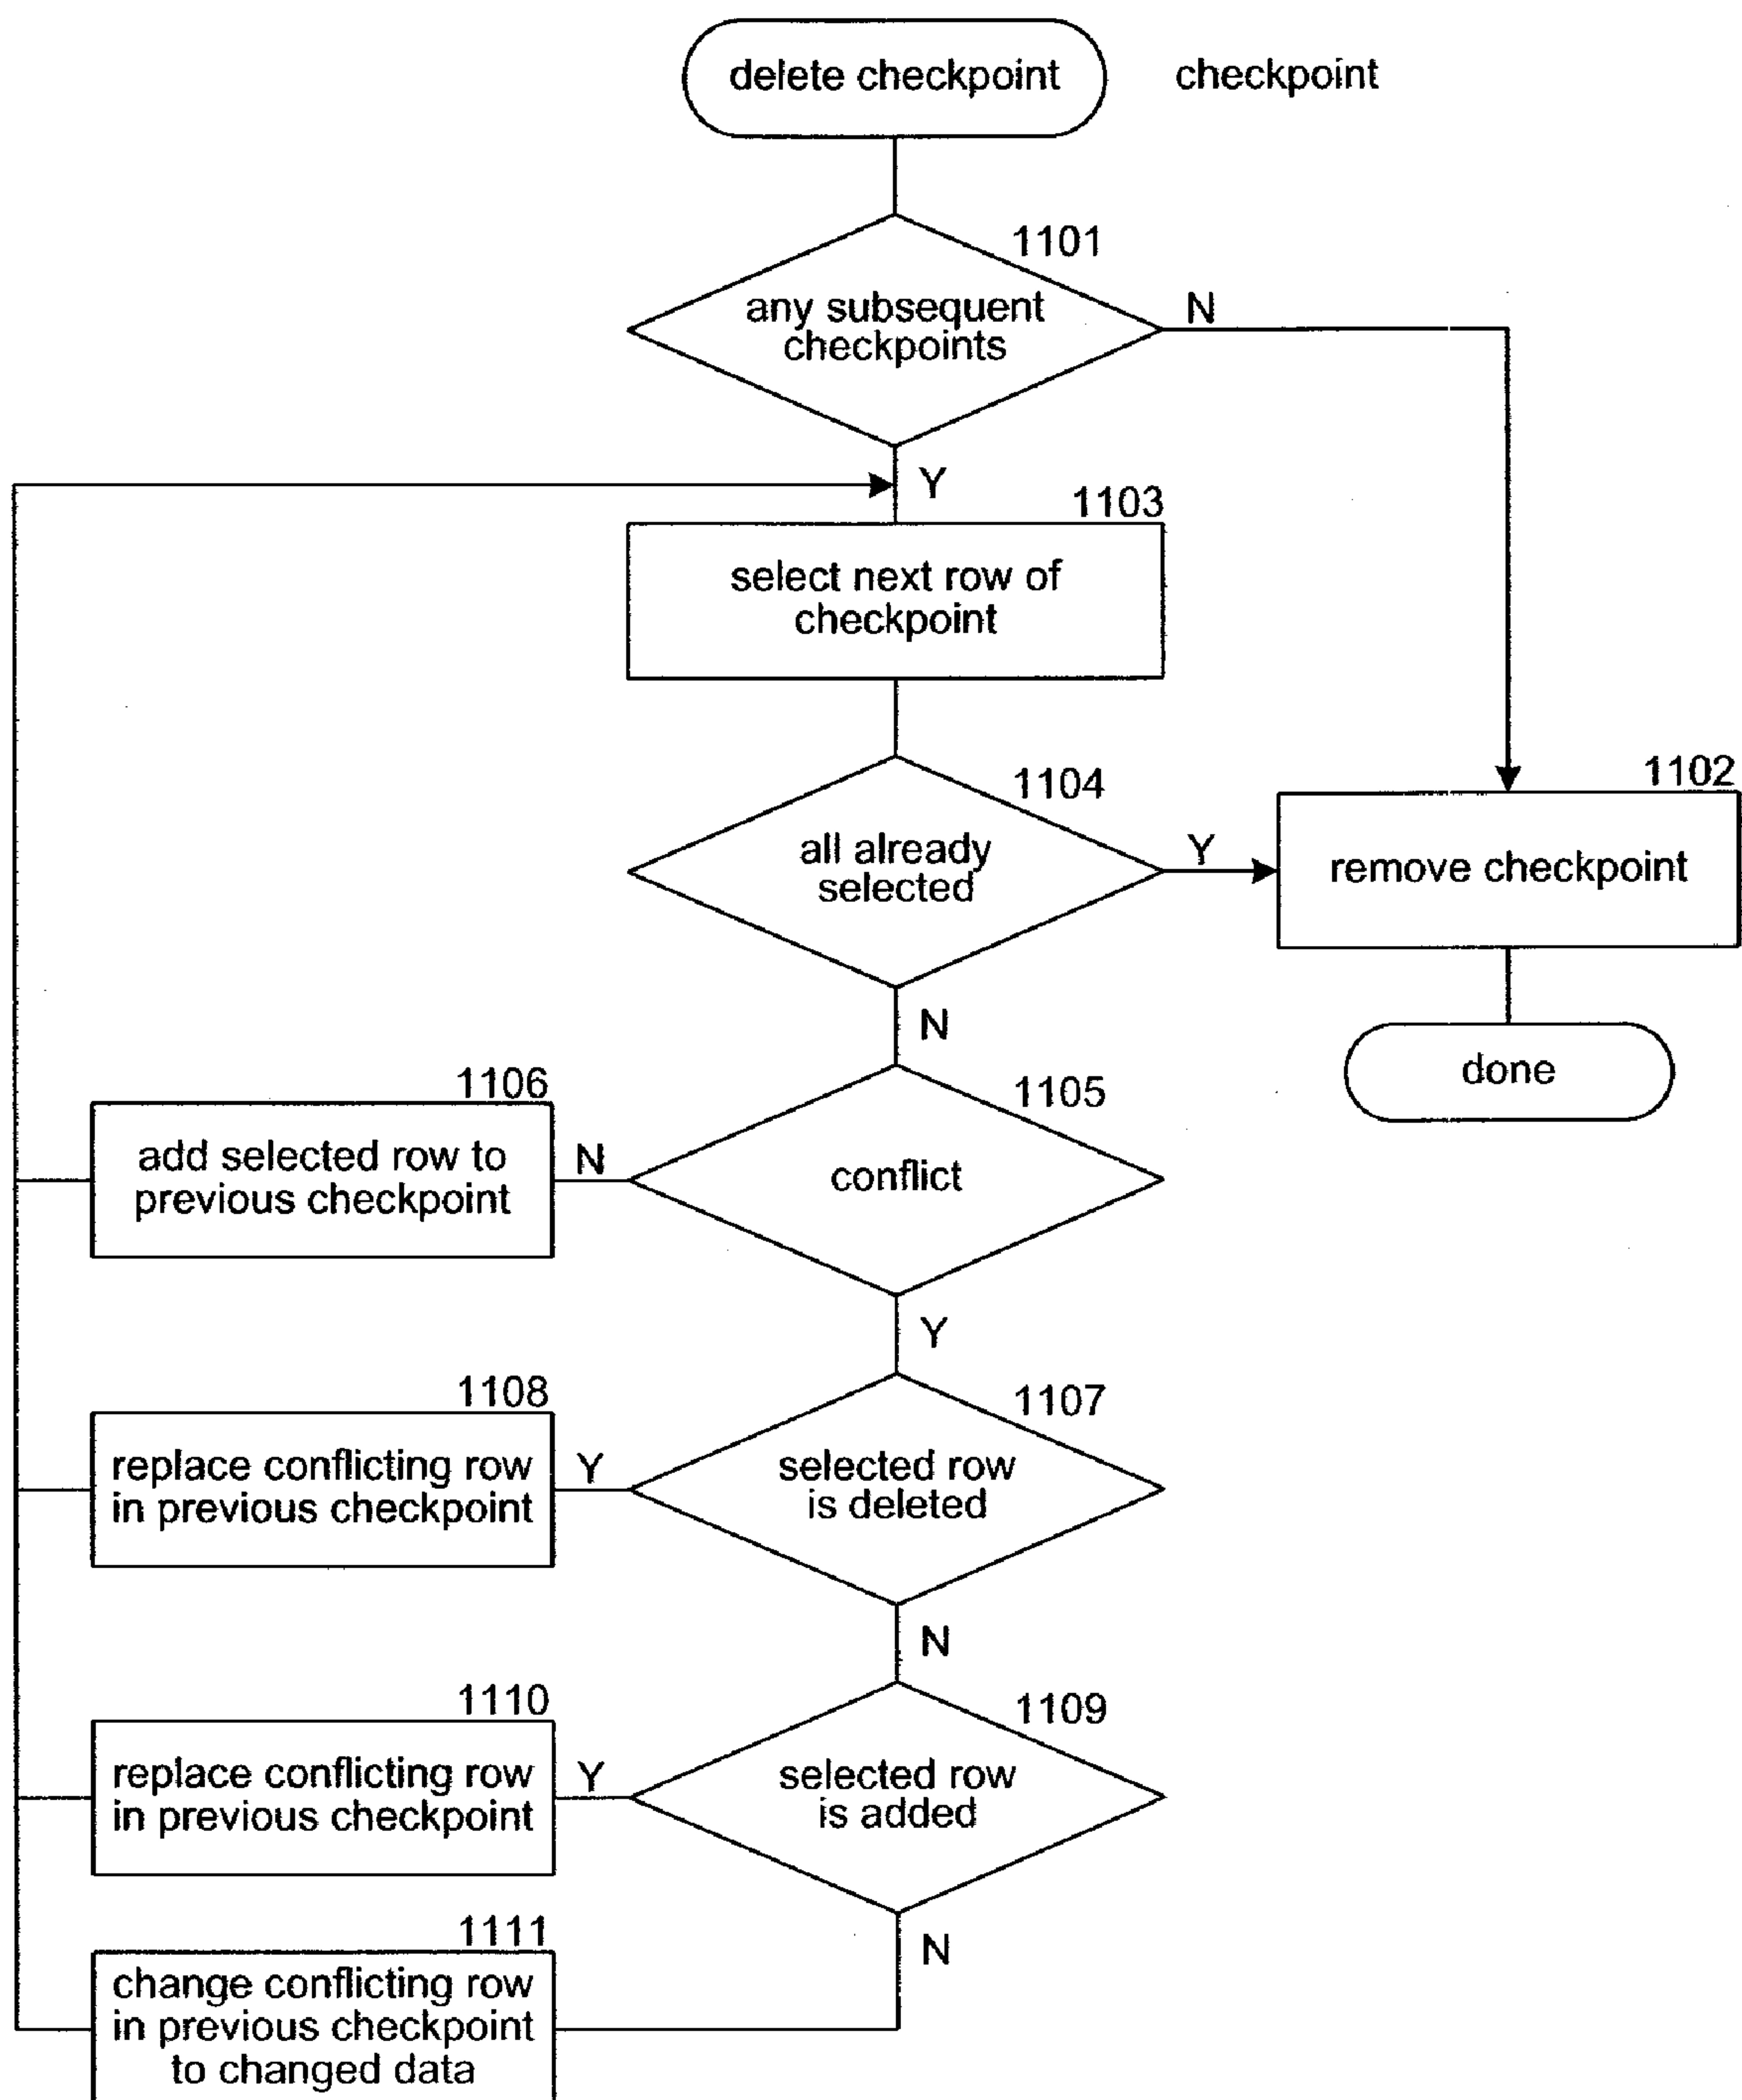 delete checkpoint
checkpoint
1101
any subsequent
checkpoints
N
Y
1103
select next row of
checkpoint
1104
all already
selected
Y
1102
remove checkpoint
N
done
1106
add selected row to
previous checkpoint
N
1105
conflict
Y
1108
replace conflicting row
in previous checkpoint
Y
1107
selected row
is deleted
N
1110
replace conflicting row
in previous checkpoint
Y
1109
selected row
is added
N
1111
change conflicting row
in previous checkpoint
to changed data